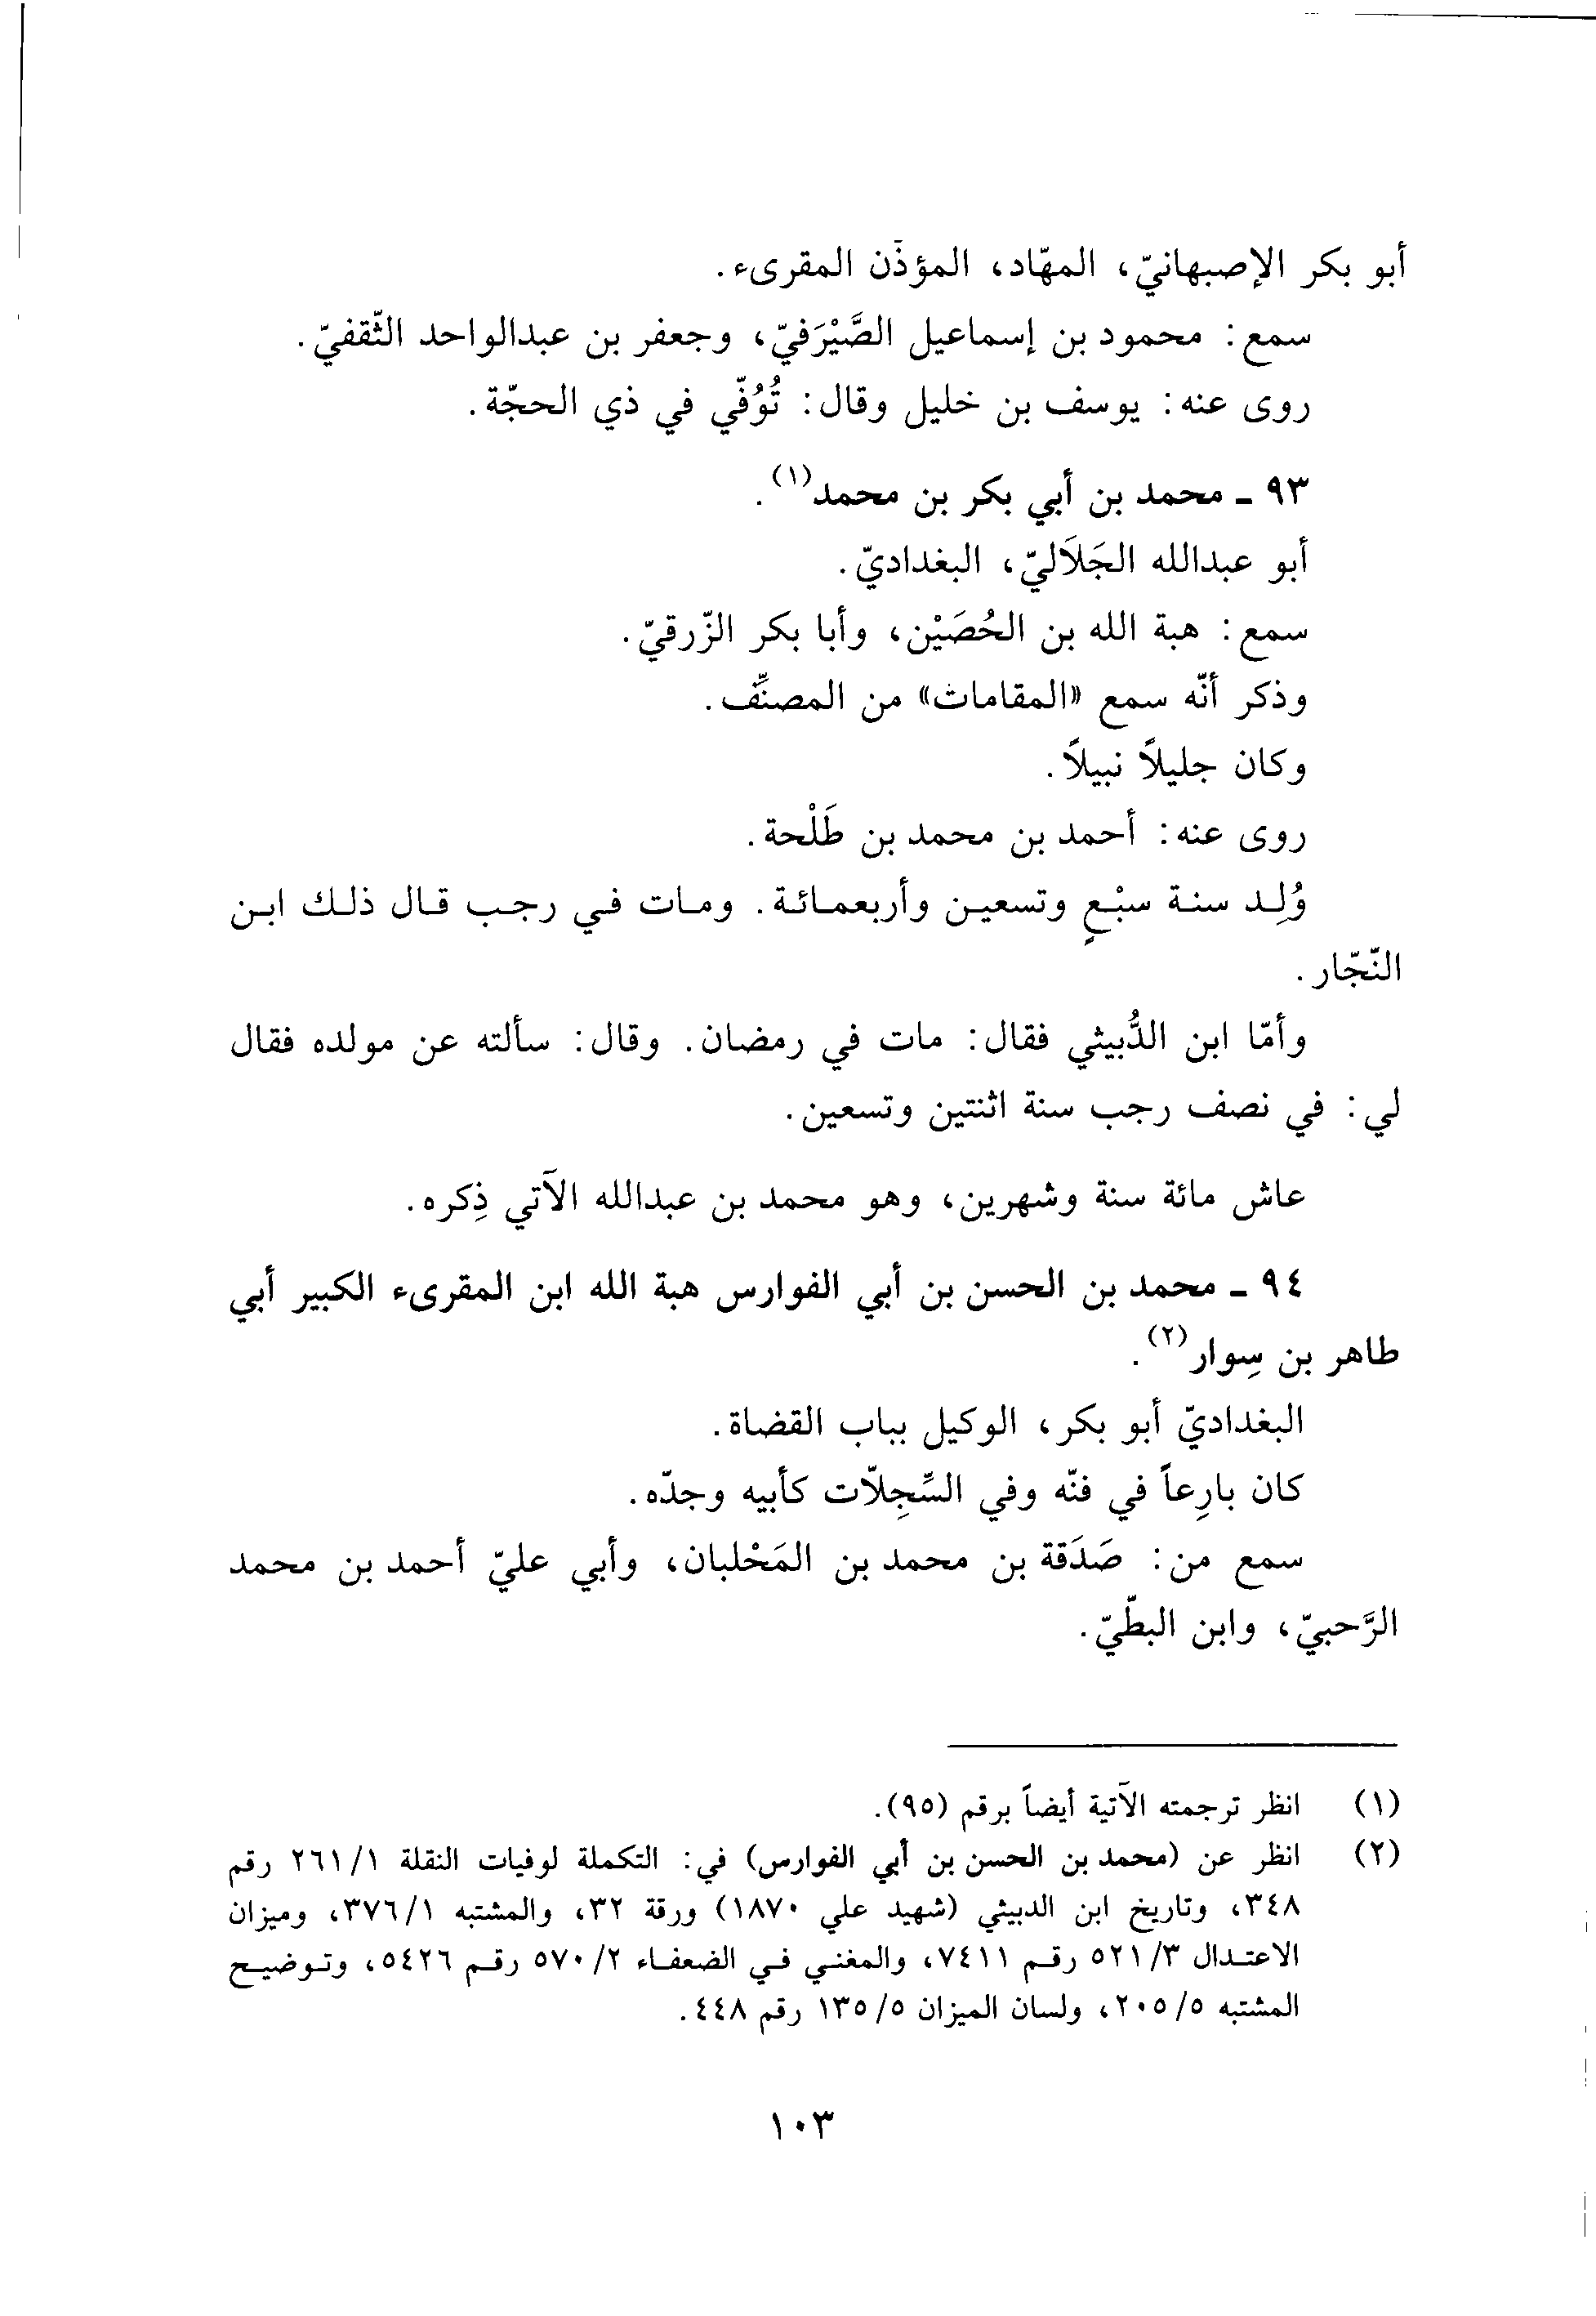 أبو بكر الإصبهانيّ، المهّاد، المؤذّن المقرىء.
سمع: محمود بن إسماعيل الصَّيْرَفيّ، وجعفر بن عبدالواحد الثّقفيّ.
روى عنه: يوسف بن خليل وقال: تُوُفّي في ذي الحجّة.
٩٣ ـ محمد بن أبي بكر بن محمد(١).
أبو عبدالله الجَلَاليّ، البغداديّ.
سمع: هبة الله بن الحُصَيْن، وأبا بكر الزّرقيّ.
وذكر أنّه سمع «المقامات» من المصنِّف.
وكان جليلاً نبيلاً.
روى عنه: أحمد بن محمد بن طَلْحة.
وُلِد سنة سبْعٍ وتسعين وأربعمائة. ومات في رجب قال ذلك ابن
النّجّار.
وأمّا ابن الدُّبيثي فقال: مات في رمضان. وقال: سألته عن مولده فقال
لي: في نصف رجب سنة اثنتين وتسعين.
عاش مائة سنة وشهرين، وهو محمد بن عبدالله الآتي ذِكره.
٩٤ ـ محمد بن الحسن بن أبي الفوارس هبة الله ابن المقرىء الكبير أبي
طاهر بن سِوار(٢).
البغداديّ أبو بكر، الوكيل بباب القضاة.
كان بارِعاً في فنّه وفي السِّجِلاّت كأبيه وجدّه.
سمع من: صَدَقة بن محمد بن المَحْلبان، وأبي عليّ أحمد بن محمد
الرَّحبيّ، وابن البطّيّ.
(١) انظر ترجمته الآتية أيضاً برقم (٩٥).
(٢) انظر عن (محمد بن الحسن بن أبي الفوارس) في: التكملة لوفيات النقلة ٢٦١/١ رقم
٣٤٨، وتاريخ ابن الدبيثي (شهيد علي ١٨٧٠) ورقة ٣٢، والمشتبه ٣٧٦/١، وميزان
الاعتدال ٥٢١/٣ رقم ٧٤١١، والمغني في الضعفاء ٥٧٠/٢ رقم ٥٤٢٦، وتوضيح
المشتبه ٢٠٥/٥، ولسان الميزان ١٣٥/٥ رقم ٤٤٨.
١٠٣